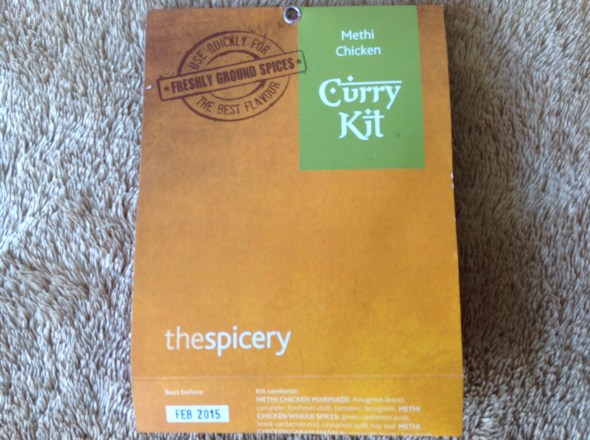 Methi
Chicken
Curry
Kit
USE QUICKLY FOR
FRESHLY GROUND SPICES
THE BEST FLAVOUR
thespicery
Best before:
FEB 2015
Kit contents:
METHI CHICKEN MARINADE: fenugreek leaves,
coriander, Kashmiri chilli, turmeric, fenugreek. METHI
CHICKEN WHOLE SPICES: green cardamom pods,
black cardamom pod, cinnamon quill, bay leaf. METHI